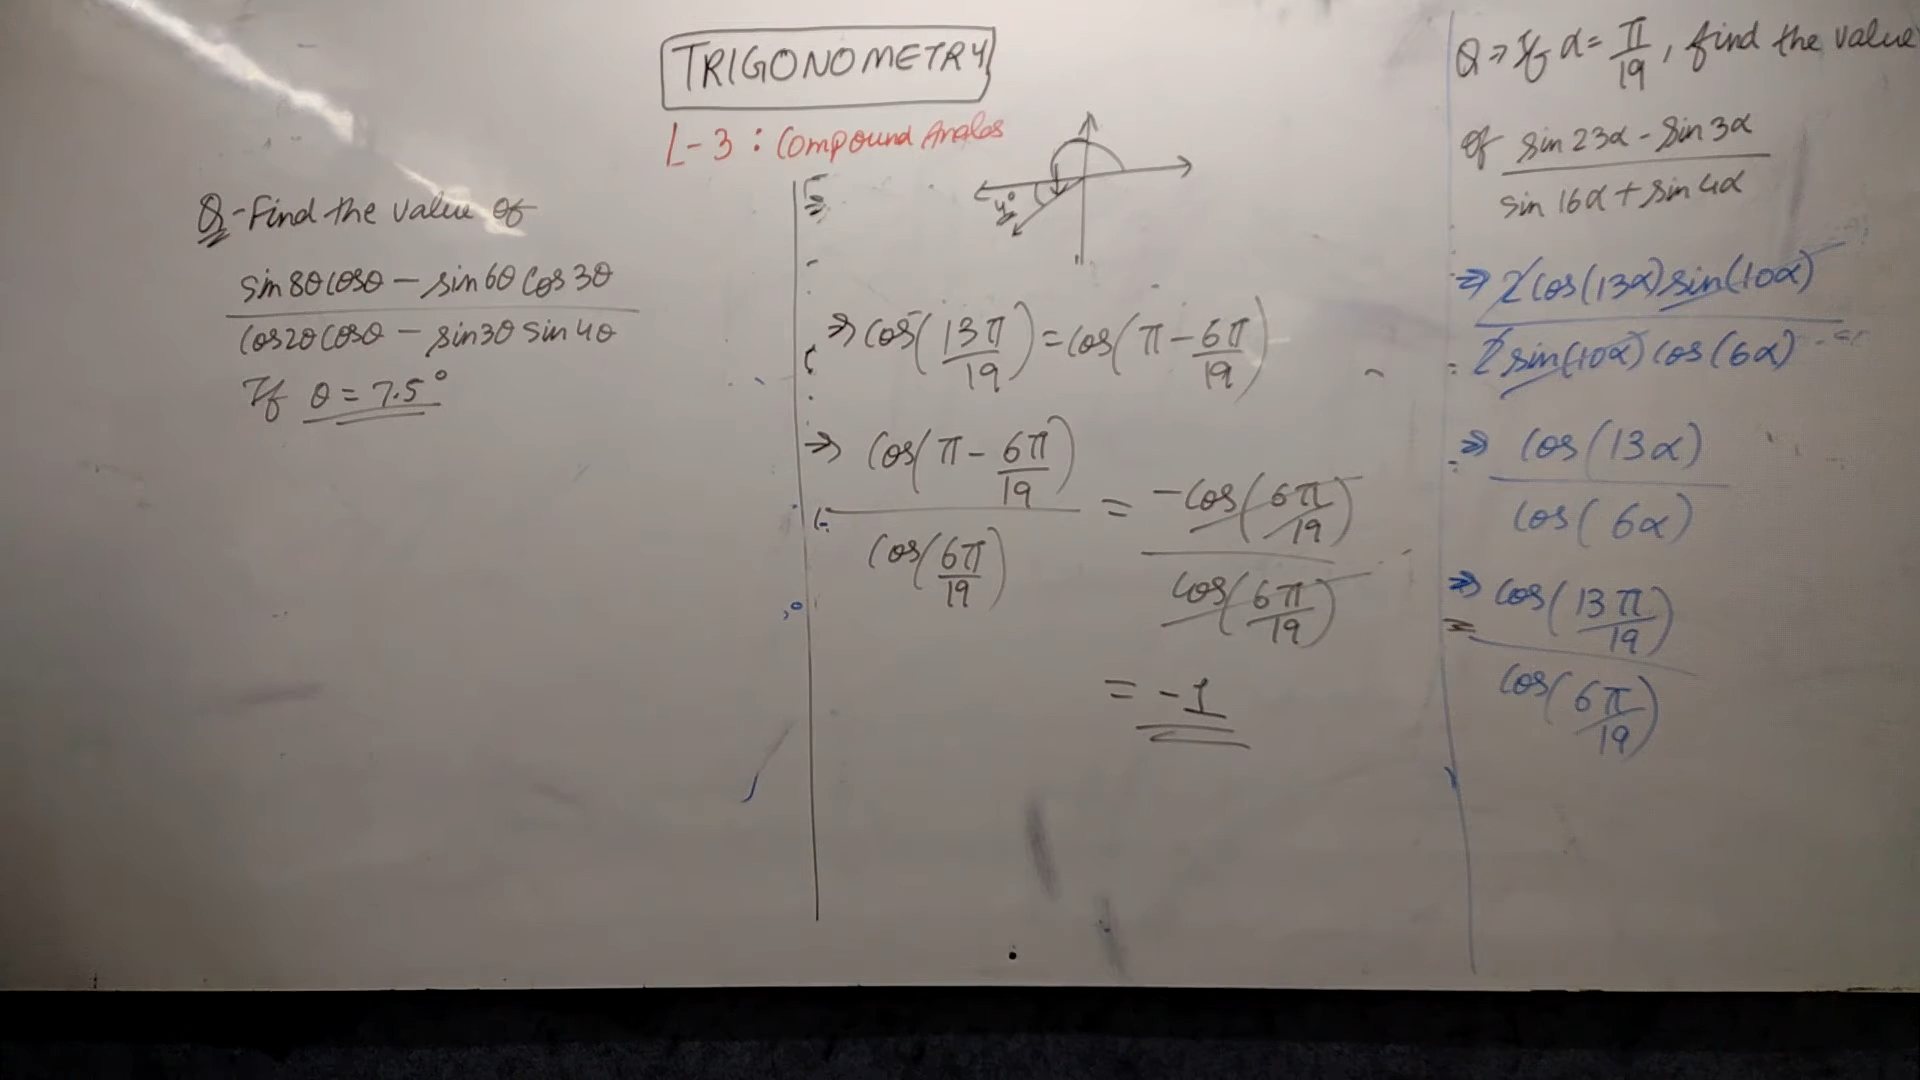 TRIGONOMETRY
L-3 : Compound Angles
Q-Find the value of
sin8θcosθ - sin6θ cos3θ
cos2θcosθ - sin3θ sin4θ
If θ = 7.5°
4°
⇒ cos(13π/19) = cos(π - 6π/19)
⇒ cos(π - 6π/19) / cos(6π/19) = -cos(6π/19) / cos(6π/19)
= -1
Q → If α = π/19, find the value
of sin 23α - sin 3α
sin 16α + sin 4α
⇒ 2cos(13α)sin(10α)
2sin(10α)cos(6α)
⇒ cos(13α)
cos(6α)
⇒ cos(13π/19)
cos(6π/19)